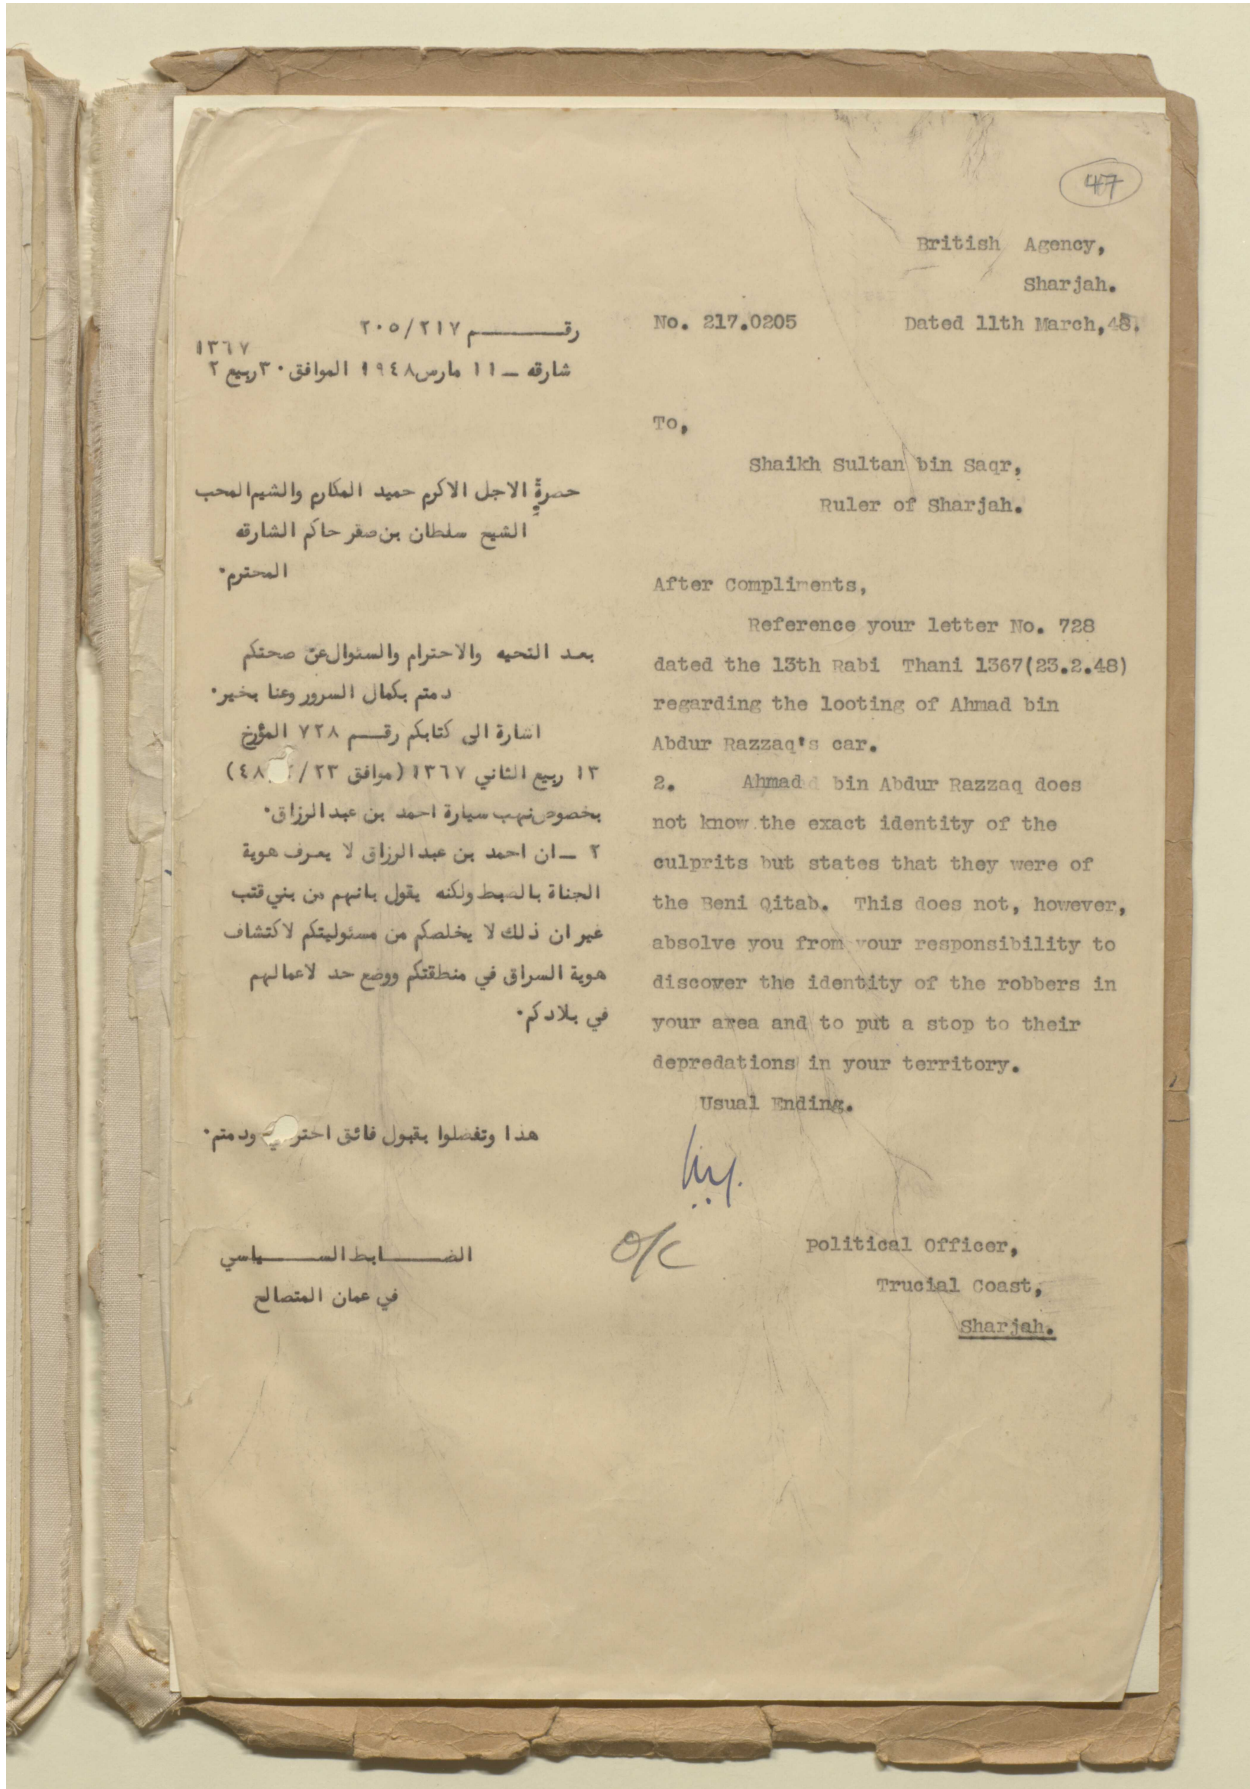 47
British Agency,
Sharjah.
No. 217.0205 Dated 11th March,48.
To,
Shaikh Sultan bin Saqr,
Ruler of Sharjah.
After Compliments,
Reference your letter No. 728
dated the 13th Rabi Thani 1367(23.2.48)
regarding the looting of Ahmad bin
Abdur Razzaq's car.
2. Ahmad bin Abdur Razzaq does
not know the exact identity of the
culprits but states that they were of
the Beni Qitab. This does not, however,
absolve you from your responsibility to
discover the identity of the robbers in
your area and to put a stop to their
depredations in your territory.
Usual Ending.
O/C
Political Officer,
Trucial Coast,
Sharjah.
رقـــــــم ٢٠٥/٢١٧
١٣٦٧
شارقه ـ ١١ مارس ١٩٤٨ الموافق ٣٠ ربيع ٢
حضرة الاجل الاكرم حميد المكارم والشيم المحب
الشيخ سلطان بن صقر حاكم الشارقه
المحترم٠
بعد التحيه والاحترام والسئوال عن صحتكم
دمتم بكمال السرور وعنا بخير٠
اشارة الى كتابكم رقـــم ٧٢٨ المؤرخ
١٣ ربيع الثاني ١٣٦٧ (موافق ٢٣/ ٤٨)
بخصوص نهب سيارة احمد بن عبد الرزاق٠
٢ ـ ان احمد بن عبد الرزاق لا يعرف هوية
الجناة بالضبط ولكنه يقول بانهم من بني قتب
غير ان ذلك لا يخلصكم من مسئوليتكم لاكتشاف
هوية السراق في منطقتكم ووضع حد لاعمالهم
في بلادكم٠
هذا وتفضلوا بقبول فائق ودمتم٠
الضـــــابط الســـــياسي
في عمان المتصالح